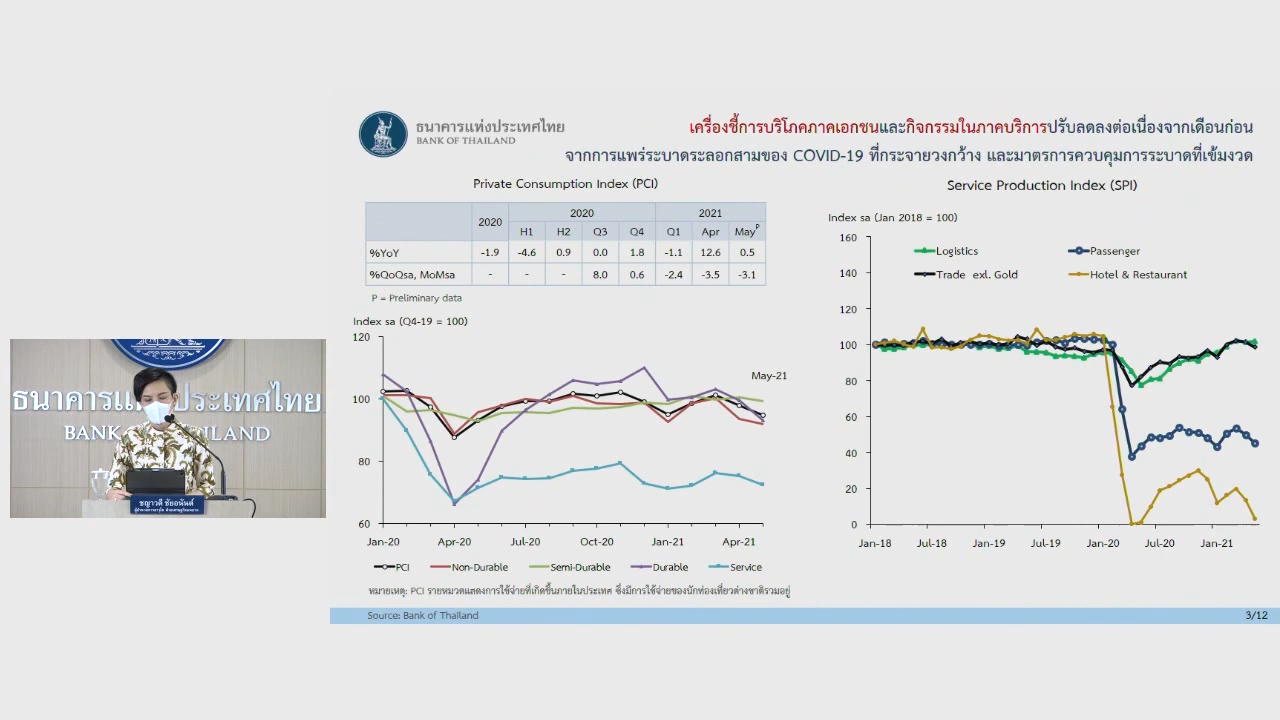 ธนาคารแห่งประเทศไทย
BANK OF THAILAND
เครื่องชี้การบริโภคภาคเอกชนและกิจกรรมในภาคบริการปรับลดลงต่อเนื่องจากเดือนก่อน
จากการแพร่ระบาดระลอกสามของ COVID-19 ที่กระจายวงกว้าง และมาตรการควบคุมการระบาดที่เข้มงวด
Private Consumption Index (PCI)
2020 2020 2021
H1 H2 Q3 Q4 Q1 Apr MayP
%YoY -1.9 -4.6 0.9 0.0 1.8 -1.1 12.6 0.5
%QoQsa, MoMsa - - - 8.0 0.6 -2.4 -3.5 -3.1
P = Preliminary data
Index sa (Q4-19 = 100)
120
100
80
60
May-21
Jan-20 Apr-20 Jul-20 Oct-20 Jan-21 Apr-21
PCI Non-Durable Semi-Durable Durable Service
หมายเหตุ: PCI รายหมวดแสดงการใช้จ่ายที่เกิดขึ้นภายในประเทศ ซึ่งมีการใช้จ่ายของนักท่องเที่ยวต่างชาติรวมอยู่
Service Production Index (SPI)
Index sa (Jan 2018 = 100)
160
140
120
100
80
60
40
20
0
Logistics Passenger
Trade exl. Gold Hotel & Restaurant
Jan-18 Jul-18 Jan-19 Jul-19 Jan-20 Jul-20 Jan-21
Source: Bank of Thailand 3/12
ธนาคารแห่งประเทศไทย
BANK OF THAILAND
ชญาวดี ชัยอนันต์